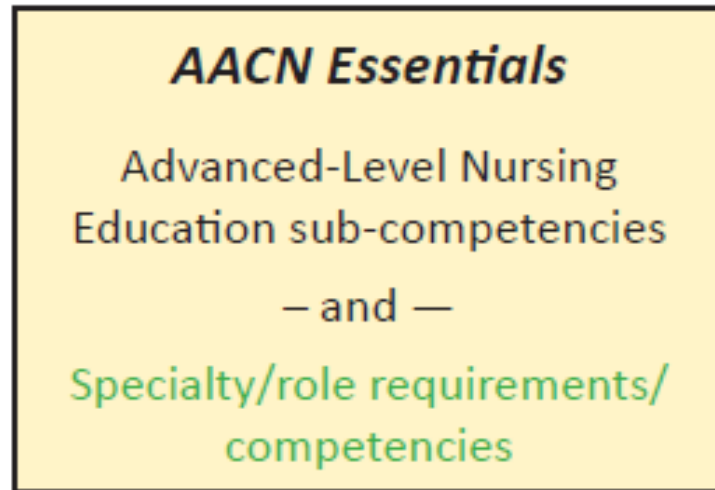 AACN Essentials
Advanced-Level Nursing
Education sub-competencies
– and —
Specialty/role requirements/
competencies